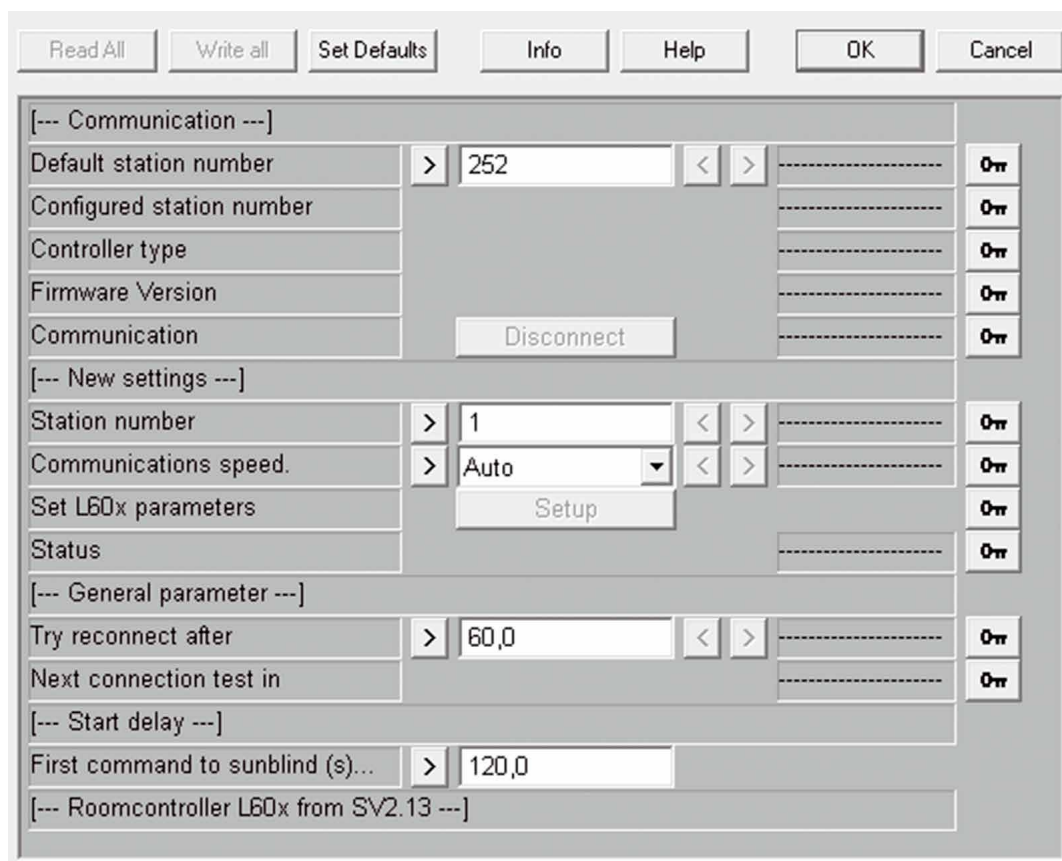 Read All Write all Set Defaults Info Help OK Cancel
[--- Communication ---]
Default station number > 252 < > --------------------
Configured station number --------------------
Controller type --------------------
Firmware Version --------------------
Communication Disconnect --------------------
[--- New settings ---]
Station number > 1 < > --------------------
Communications speed. > Auto < > --------------------
Set L60x parameters Setup
Status --------------------
[--- General parameter ---]
Try reconnect after > 60,0 < > --------------------
Next connection test in --------------------
[--- Start delay ---]
First command to sunblind (s)... > 120,0
[--- Roomcontroller L60x from SV2.13 ---]